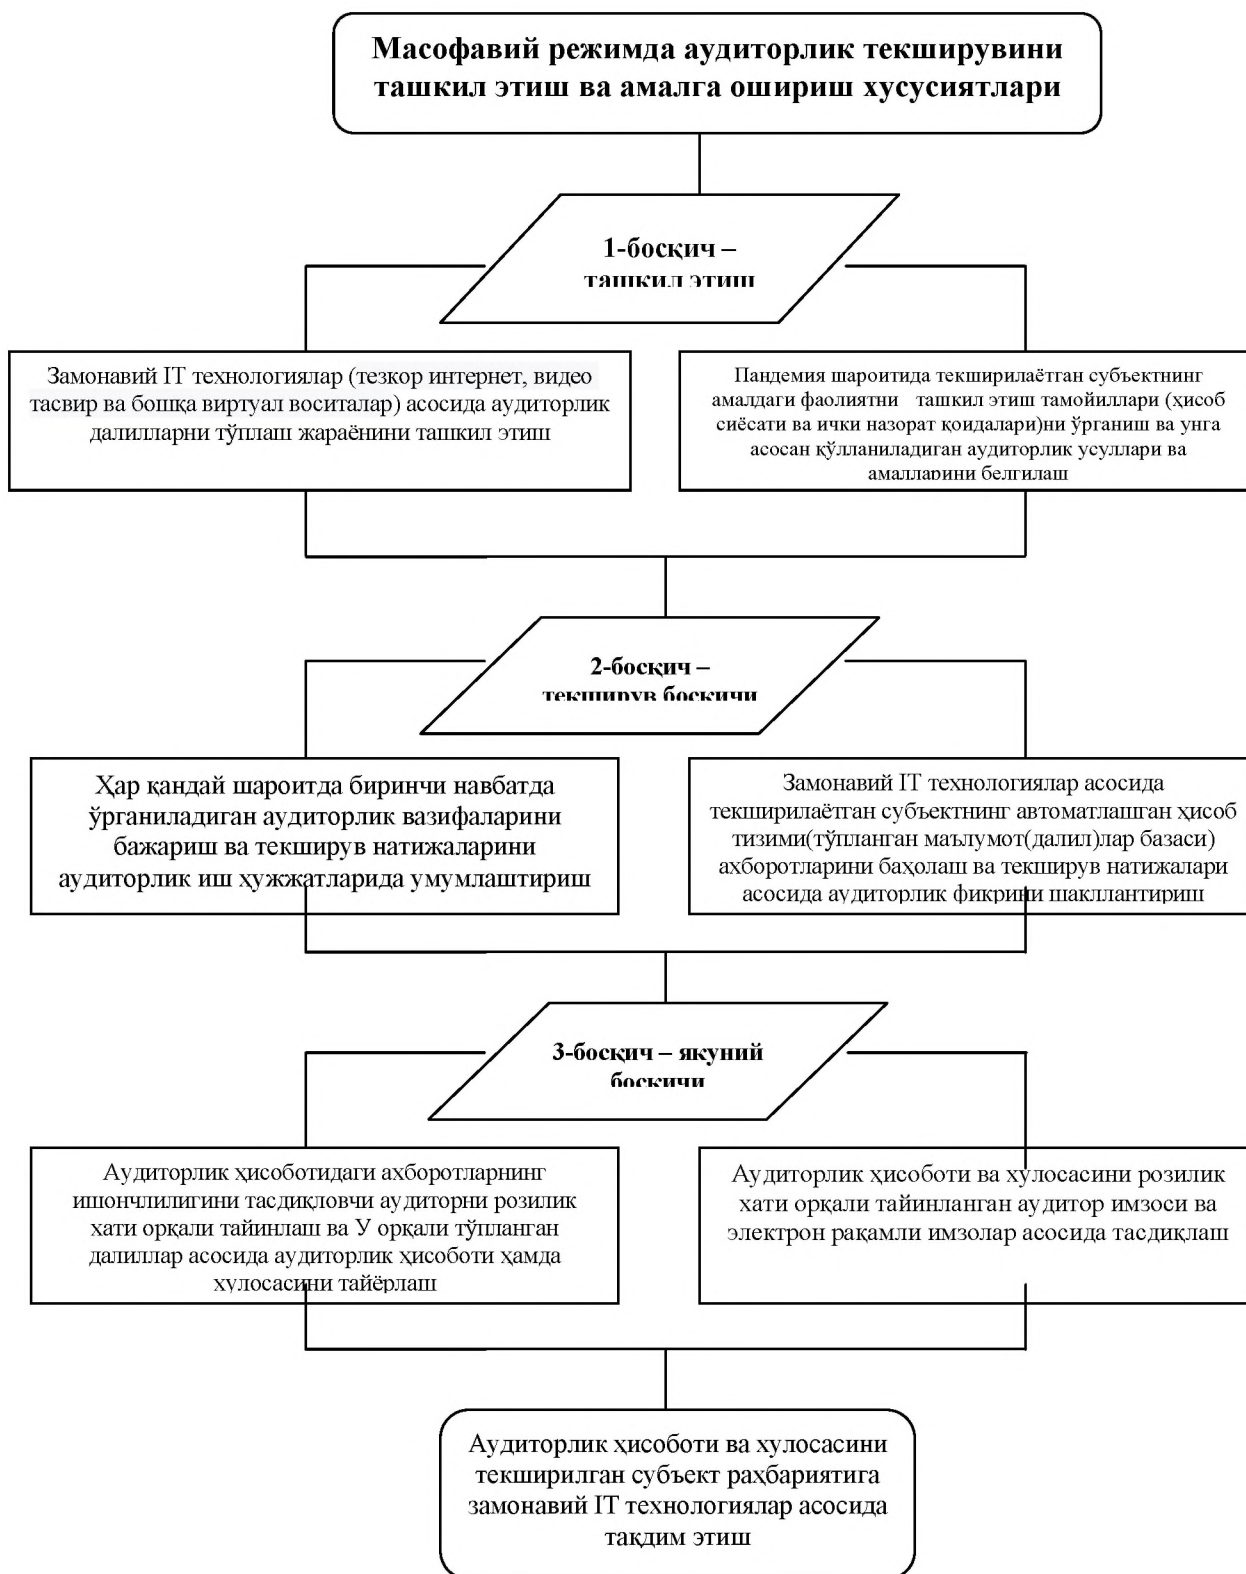 Масофавий режимда аудиторлик текширувини
ташкил этиш ва амалга ошириш хусусиятлари
1-босқич –
ташкил этиш
Замонавий IT технологиялар (тезкор интернет, видео
тасвир ва бошқа виртуал воситалар) асосида аудиторлик
далилларни тўплаш жараёнини ташкил этиш
Пандемия шароитида текширилаётган субъектнинг
амалдаги фаолиятни ташкил этиш тамойиллари (ҳисоб
сиёсати ва ички назорат қоидалари)ни ўрганиш ва унга
асосан қўлланиладиган аудиторлик усуллари ва
амалларини белгилаш
2-босқич –
текширув босқичи
Ҳар қандай шароитда биринчи навбатда
ўрганиладиган аудиторлик вазифаларини
бажариш ва текширув натижаларини
аудиторлик иш ҳужжатларида умумлаштириш
Замонавий IT технологиялар асосида
текширилаётган субъектнинг автоматлашган ҳисоб
тизими(тўпланган маълумот(далил)лар базаси)
ахборотларини баҳолаш ва текширув натижалари
асосида аудиторлик фикрини шакллантириш
3-босқич – якуний
босқичи
Аудиторлик ҳисоботидаги ахборотларнинг
ишончлилигини тасдиқловчи аудиторни розилик
хати орқали тайинлаш ва У орқали тўпланган
далиллар асосида аудиторлик ҳисоботи ҳамда
хулосасини тайёрлаш
Аудиторлик ҳисоботи ва хулосасини розилик
хати орқали тайинланган аудитор имзоси ва
электрон рақамли имзолар асосида тасдиқлаш
Аудиторлик ҳисоботи ва хулосасини
текширилган субъект раҳбариятига
замонавий IT технологиялар асосида
тақдим этиш